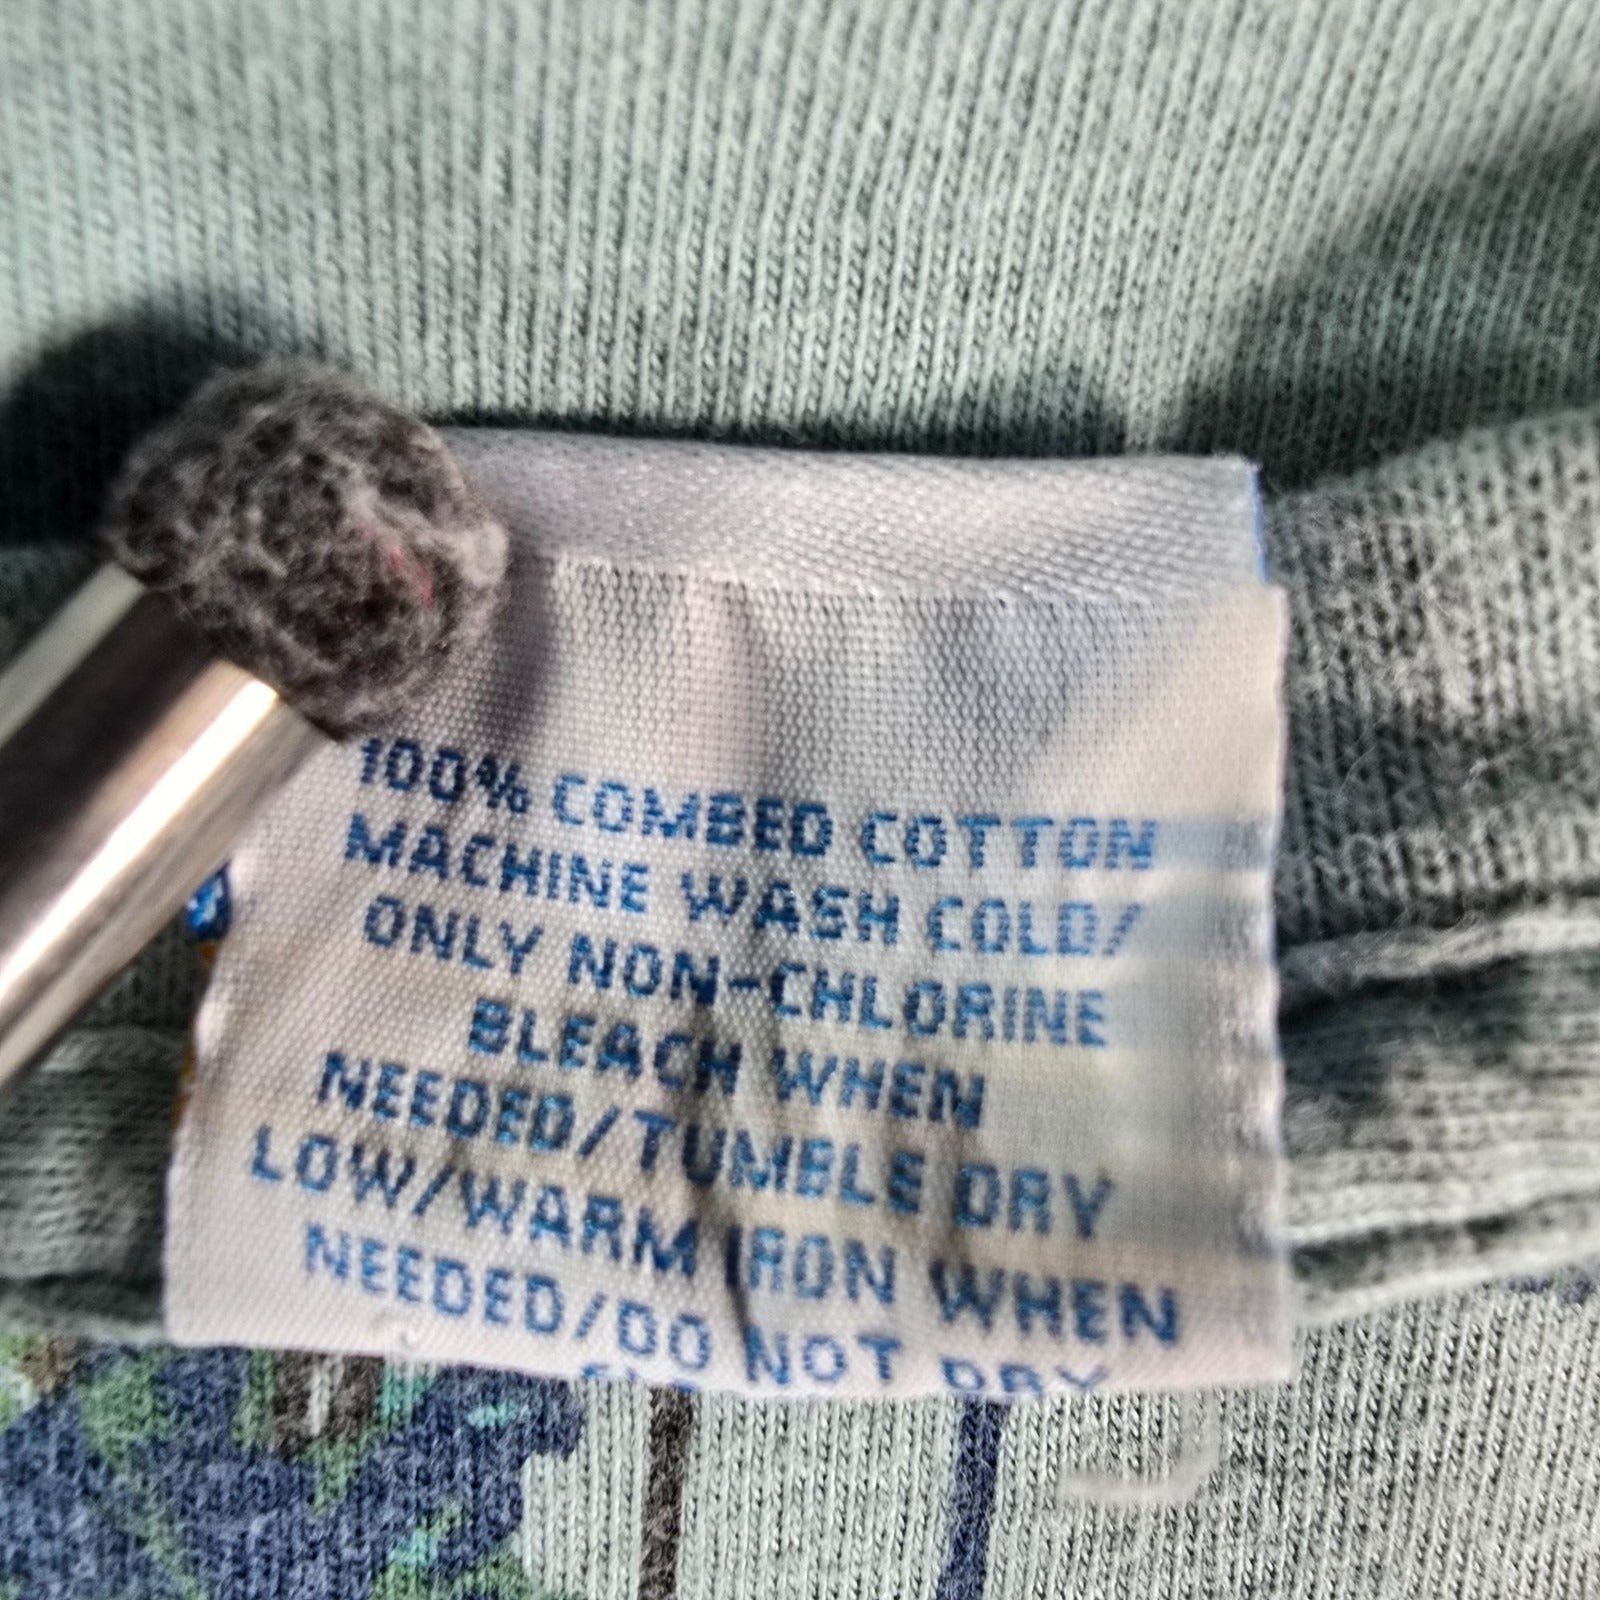 100% COMBED COTTON
MACHINE WASH COLD/
ONLY NON-CHLORINE
BLEACH WHEN
NEEDED/TUMBLE DRY
LOW/WARM IRON WHEN
NEEDED/DO NOT DRY